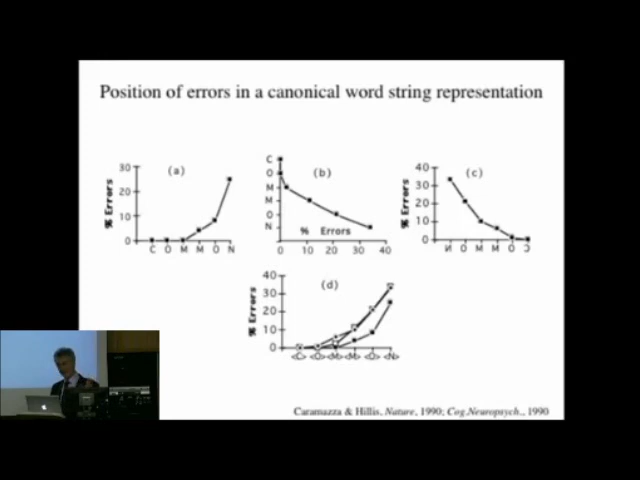 Position of errors in a canonical word string representation
(a)
% Errors
30
20
10
0
C O M M O N
(b)
C
O
M
M
O
N
% Errors
0 10 20 30 40
(c)
% Errors
40
30
20
10
0
И O M M O Ɔ
(d)
% Errors
40
30
20
10
0
<C> <O> <M> <M> <O> <N>
Caramazza & Hillis, Nature, 1990; Cog.Neuropsych., 1990